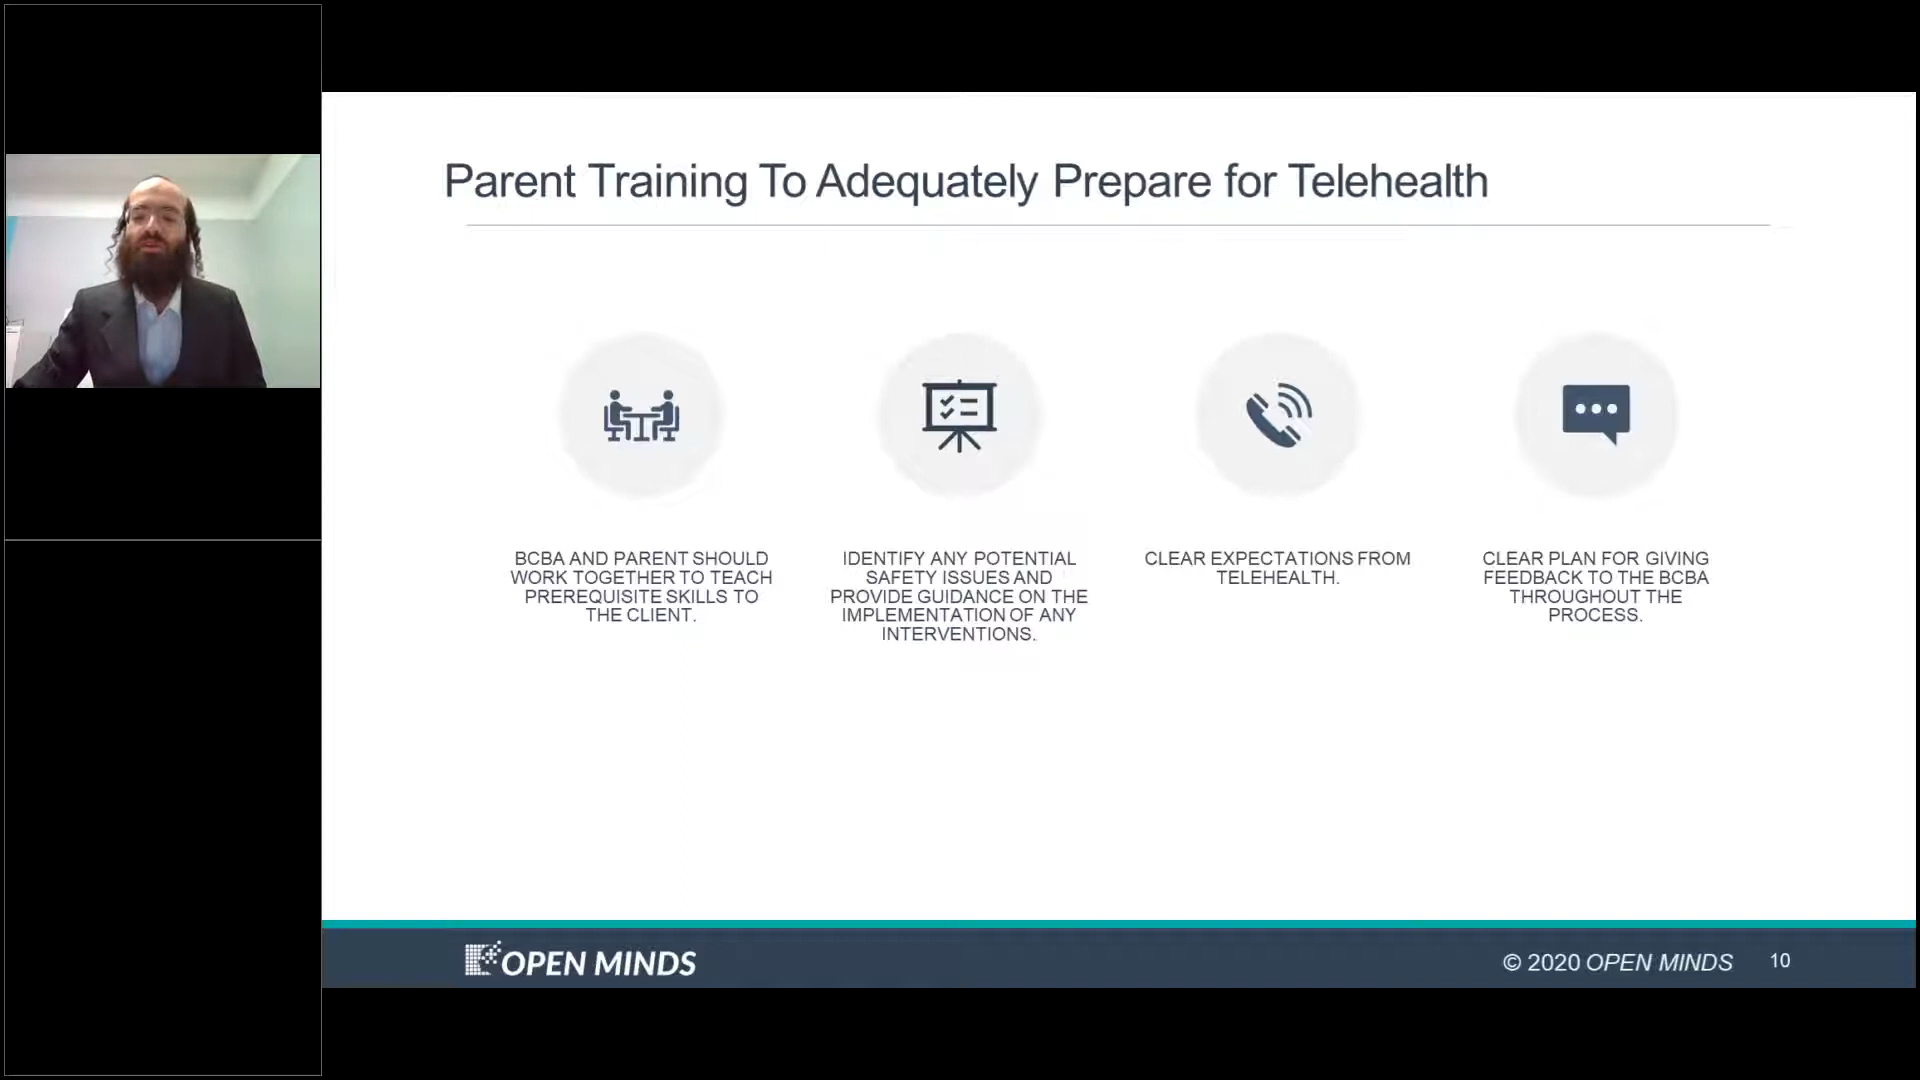 Parent Training To Adequately Prepare for Telehealth
BCBA AND PARENT SHOULD
WORK TOGETHER TO TEACH
PREREQUISITE SKILLS TO
THE CLIENT.
IDENTIFY ANY POTENTIAL
SAFETY ISSUES AND
PROVIDE GUIDANCE ON THE
IMPLEMENTATION OF ANY
INTERVENTIONS.
CLEAR EXPECTATIONS FROM
TELEHEALTH.
CLEAR PLAN FOR GIVING
FEEDBACK TO THE BCBA
THROUGHOUT THE
PROCESS.
OPEN MINDS
© 2020 OPEN MINDS 10